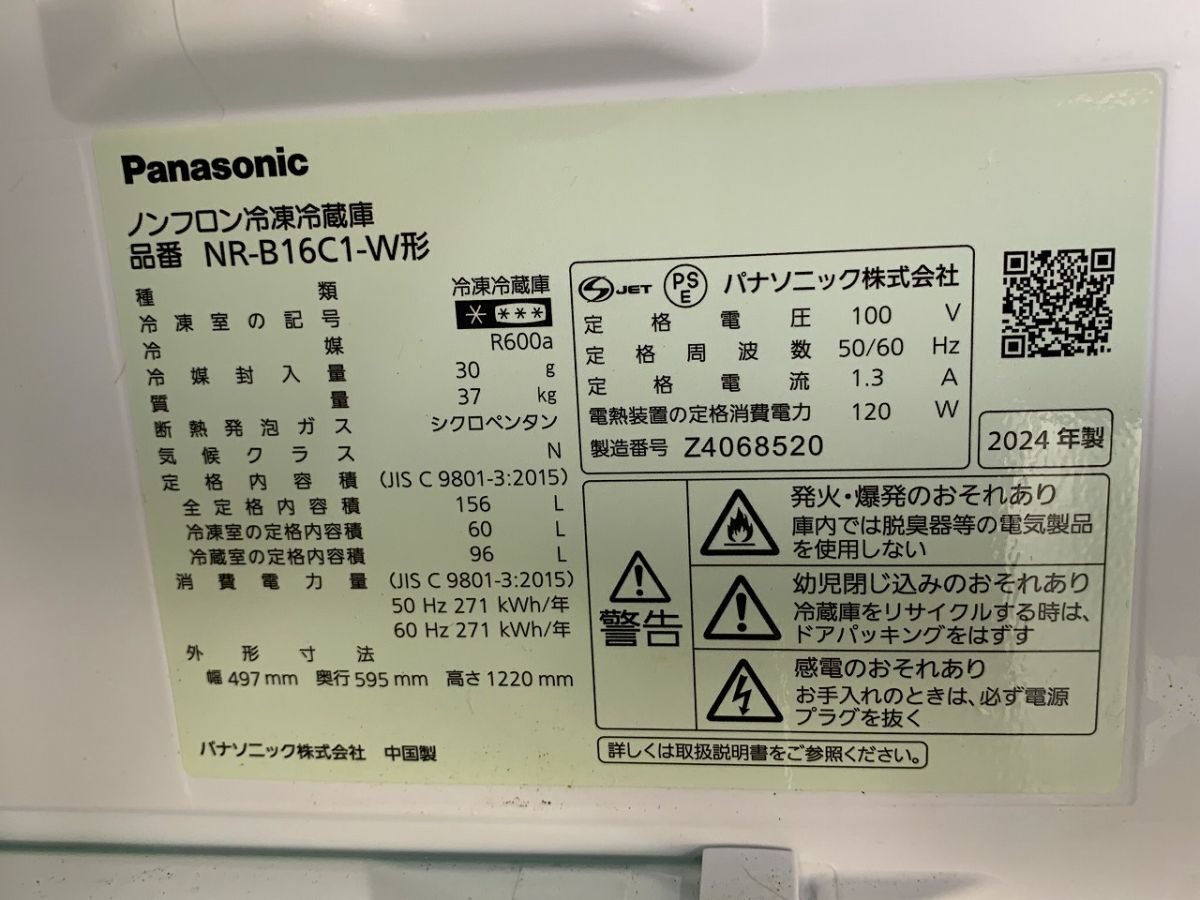 Panasonic
ノンフロン冷凍冷蔵庫
品番 NR-B16C1-W形
種類 冷凍冷蔵庫
冷凍室の記号 * ***
冷媒 R600a
冷媒封入量 30 g
質量 37 kg
断熱発泡ガス シクロペンタン
気候クラス N
定格内容積 (JIS C 9801-3:2015)
全定格内容積 156 L
冷凍室の定格内容積 60 L
冷蔵室の定格内容積 96 L
消費電力量 (JIS C 9801-3:2015)
50 Hz 271 kWh/年
60 Hz 271 kWh/年
外形寸法
幅 497 mm 奥行 595 mm 高さ 1220 mm
パナソニック株式会社 中国製
S JET PS E パナソニック株式会社
定格電圧 100 V
定格周波数 50/60 Hz
定格電流 1.3 A
電熱装置の定格消費電力 120 W
製造番号 Z4068520
2024 年製
警告
発火・爆発のおそれあり
庫内では脱臭器等の電気製品
を使用しない
幼児閉じ込みのおそれあり
冷蔵庫をリサイクルする時は、
ドアパッキングをはずす
感電のおそれあり
お手入れのときは、必ず電源
プラグを抜く
詳しくは取扱説明書をご参照ください。